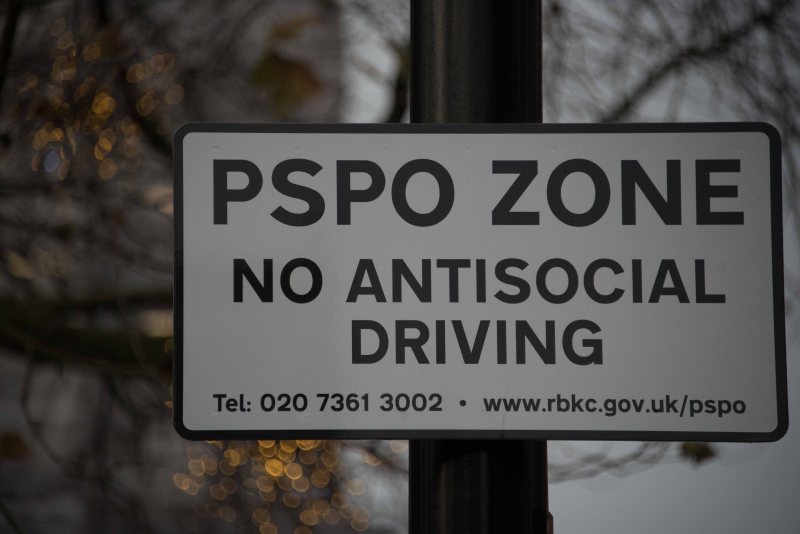 PSPO ZONE
NO ANTISOCIAL
DRIVING
Tel: 020 7361 3002 • www.rbkc.gov.uk/pspo